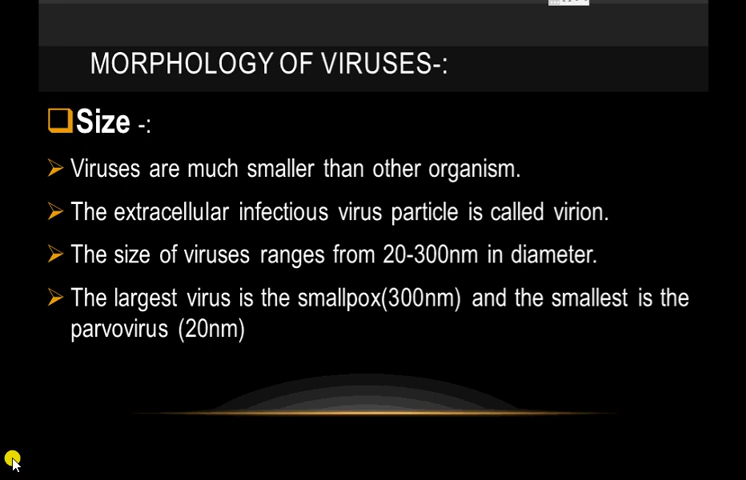 MORPHOLOGY OF VIRUSES-:
Size -:
Viruses are much smaller than other organism.
The extracellular infectious virus particle is called virion.
The size of viruses ranges from 20-300nm in diameter.
The largest virus is the smallpox(300nm) and the smallest is the
parvovirus (20nm)